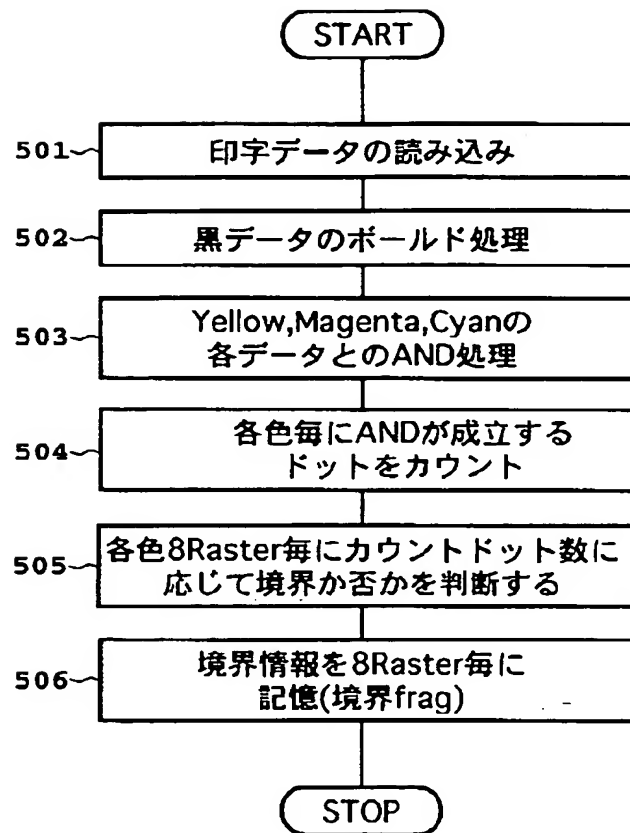 START
501 印字データの読み込み
502 黒データのボールド処理
503 Yellow,Magenta,Cyanの
各データとのAND処理
504 各色毎にANDが成立する
ドットをカウント
505 各色8Raster毎にカウントドット数に
応じて境界か否かを判断する
506 境界情報を8Raster毎に
記憶(境界frag)
STOP